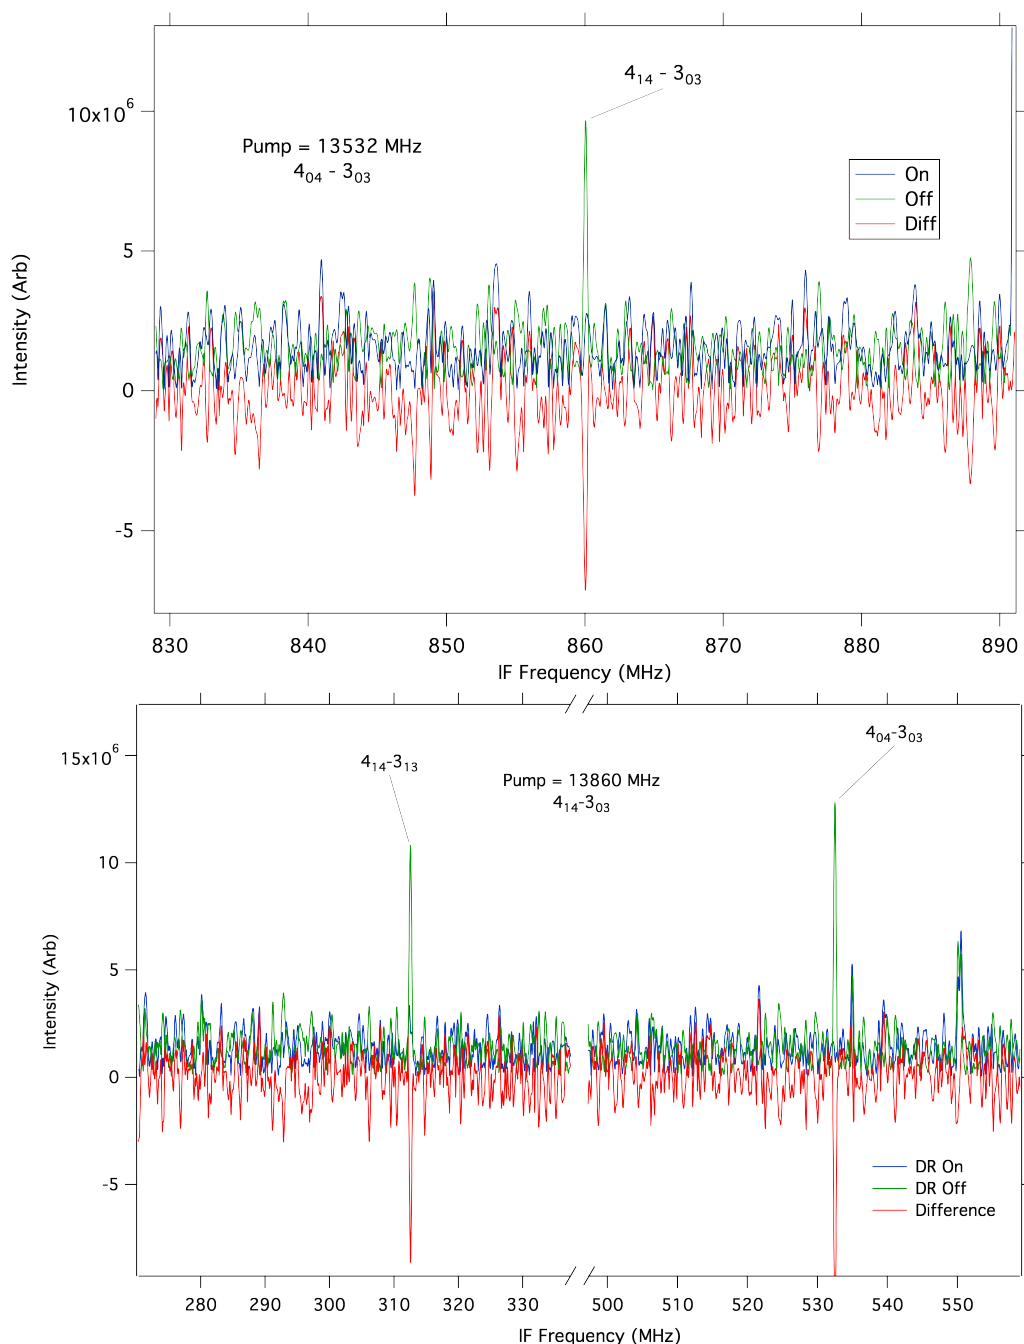 4₁₄ - 3₀₃
10x10⁶
Pump = 13532 MHz
4₀₄ - 3₀₃
On
Off
Diff
5
0
-5
Intensity (Arb)
830 840 850 860 870 880 890
IF Frequency (MHz)
4₀₄-3₀₃
15x10⁶
4₁₄-3₁₃
Pump = 13860 MHz
4₁₄-3₀₃
10
5
0
-5
Intensity (Arb)
DR On
DR Off
Difference
280 290 300 310 320 330 500 510 520 530 540 550
IF Frequency (MHz)